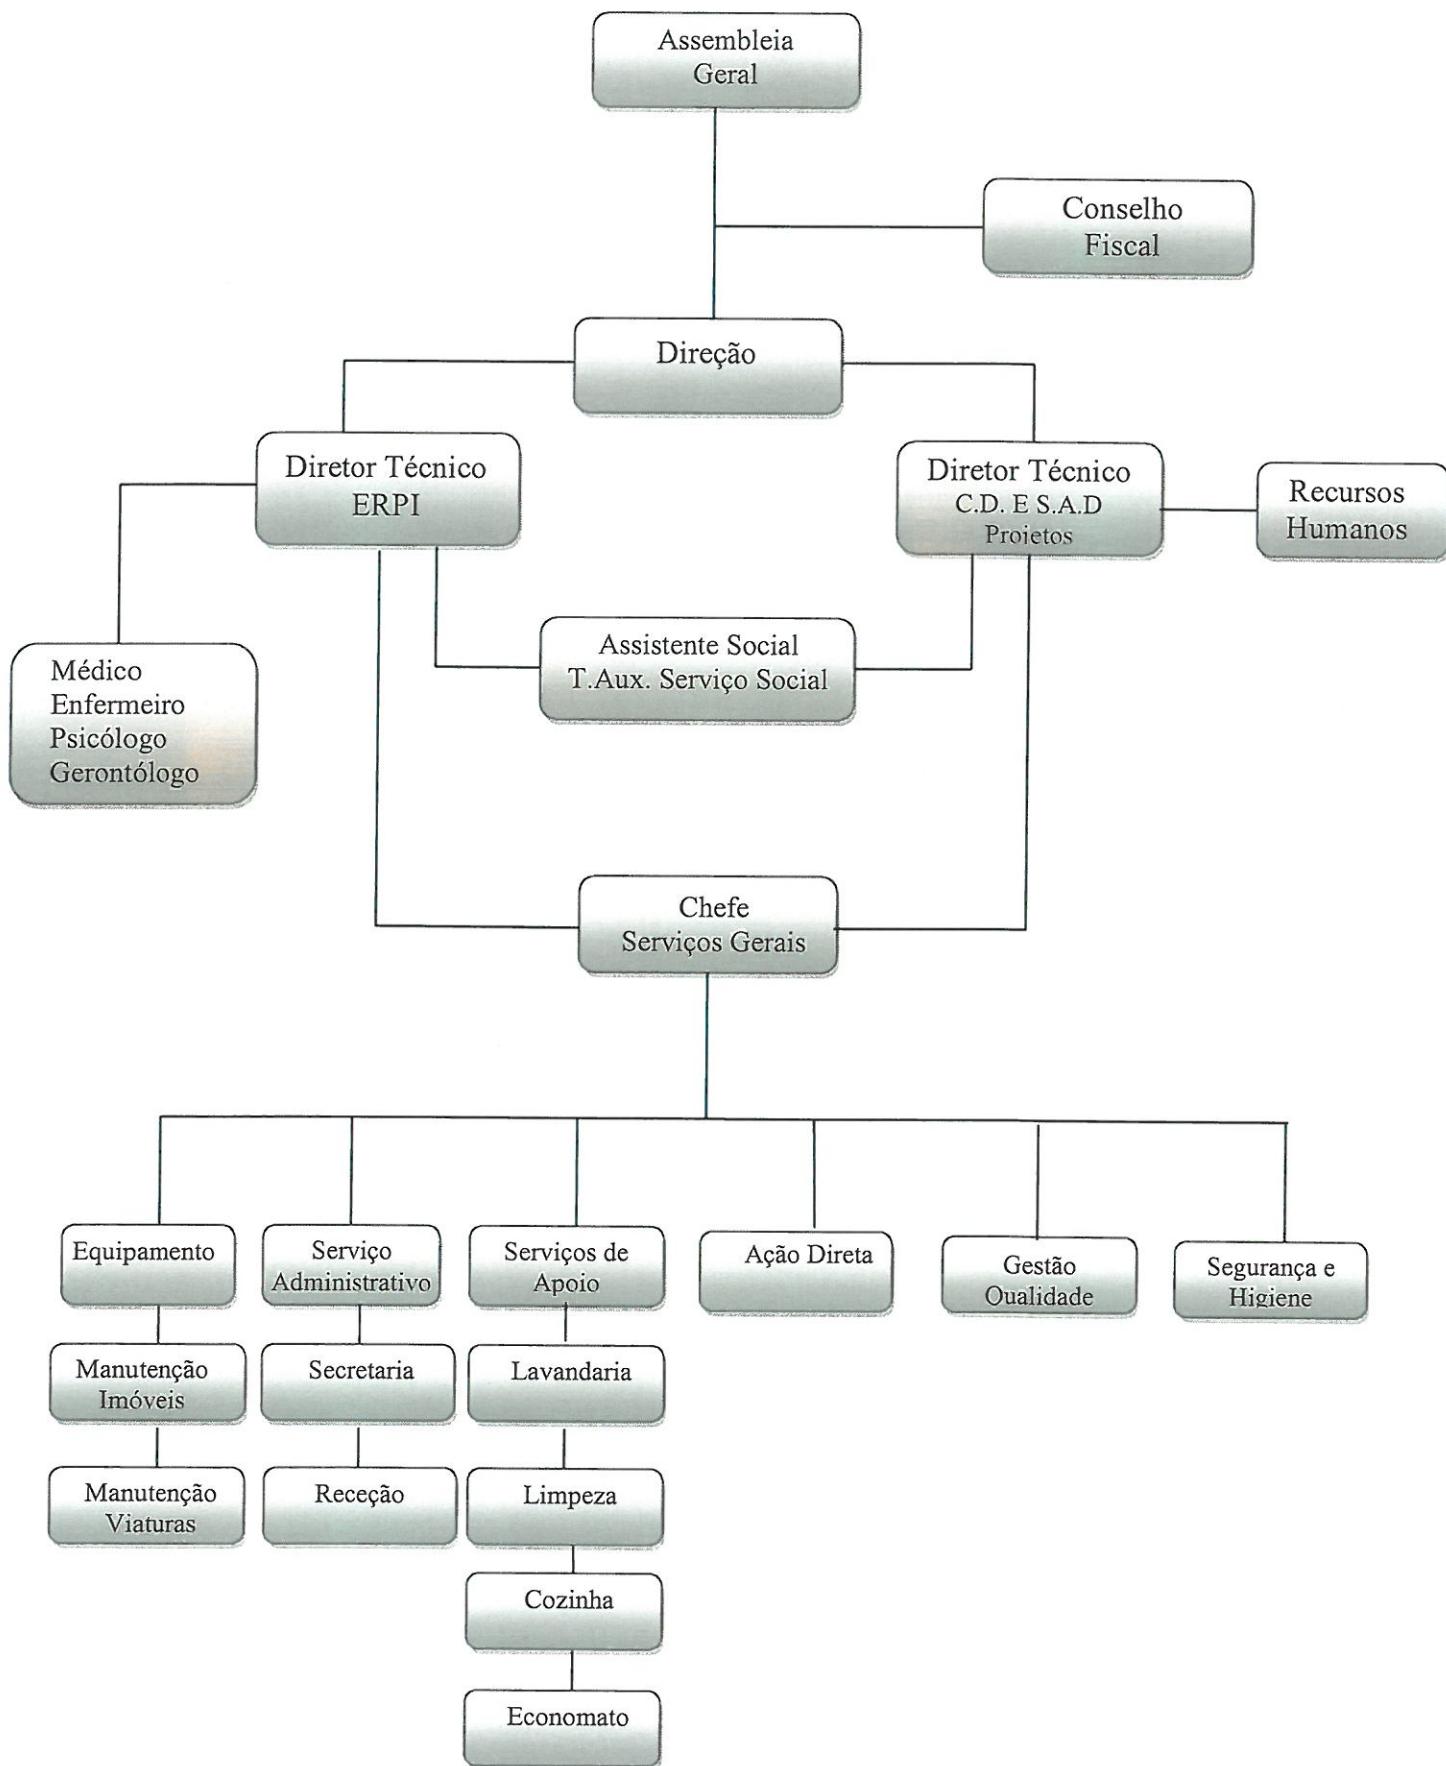 Assembleia
Geral
Conselho
Fiscal
Direção
Diretor Técnico
ERPI
Diretor Técnico
C.D. E S.A.D
Projetos
Recursos
Humanos
Assistente Social
T.Aux. Serviço Social
Médico
Enfermeiro
Psicólogo
Gerontólogo
Chefe
Serviços Gerais
Equipamento
Serviço
Administrativo
Serviços de
Apoio
Ação Direta
Gestão
Qualidade
Segurança e
Higiene
Manutenção
Imóveis
Secretaria
Lavandaria
Manutenção
Viaturas
Receção
Limpeza
Cozinha
Economato